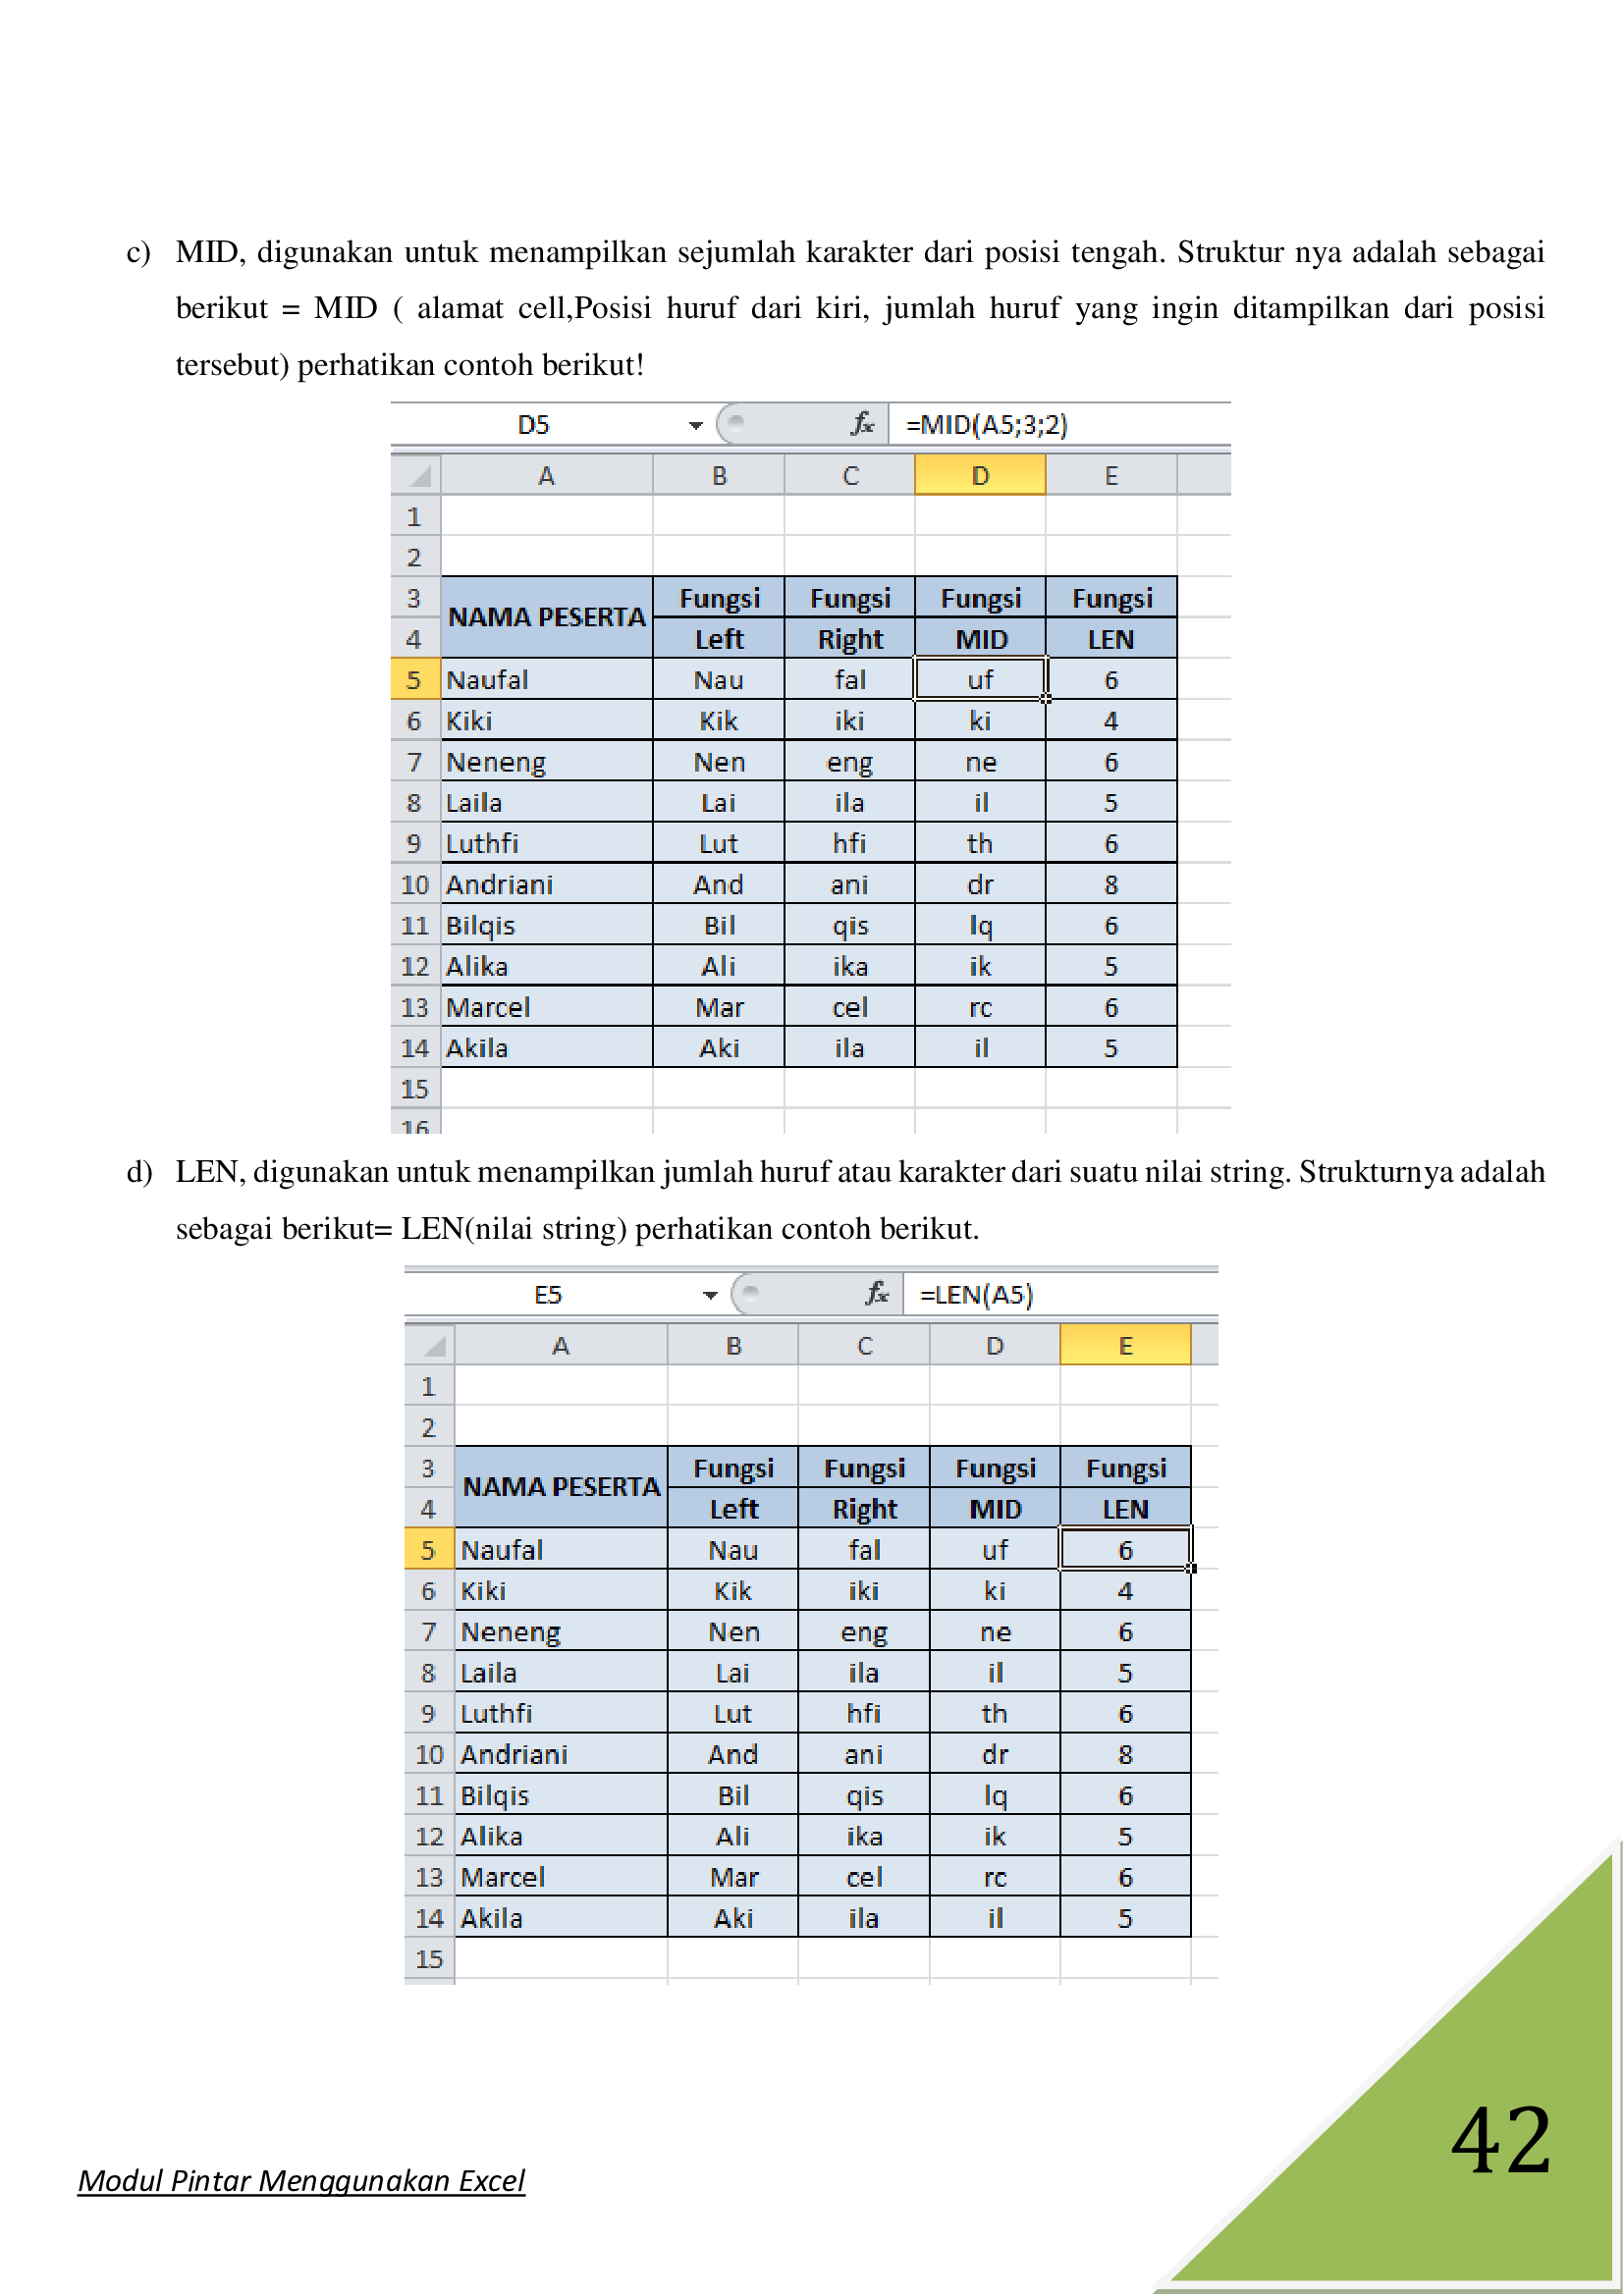 c) MID, digunakan untuk menampilkan sejumlah karakter dari posisi tengah. Struktur nya adalah sebagai
berikut = MID ( alamat cell,Posisi huruf dari kiri, jumlah huruf yang ingin ditampilkan dari posisi
tersebut) perhatikan contoh berikut!
D5 fx =MID(A5;3;2)
A B C D E
1
2
3 NAMA PESERTA Fungsi Fungsi Fungsi Fungsi
4 Left Right MID LEN
5 Naufal Nau fal uf 6
6 Kiki Kik iki ki 4
7 Neneng Nen eng ne 6
8 Laila Lai ila il 5
9 Luthfi Lut hfi th 6
10 Andriani And ani dr 8
11 Bilqis Bil qis lq 6
12 Alika Ali ika ik 5
13 Marcel Mar cel rc 6
14 Akila Aki ila il 5
15
16
d) LEN, digunakan untuk menampilkan jumlah huruf atau karakter dari suatu nilai string. Strukturnya adalah
sebagai berikut= LEN(nilai string) perhatikan contoh berikut.
E5 fx =LEN(A5)
A B C D E
1
2
3 NAMA PESERTA Fungsi Fungsi Fungsi Fungsi
4 Left Right MID LEN
5 Naufal Nau fal uf 6
6 Kiki Kik iki ki 4
7 Neneng Nen eng ne 6
8 Laila Lai ila il 5
9 Luthfi Lut hfi th 6
10 Andriani And ani dr 8
11 Bilqis Bil qis lq 6
12 Alika Ali ika ik 5
13 Marcel Mar cel rc 6
14 Akila Aki ila il 5
15
42
Modul Pintar Menggunakan Excel